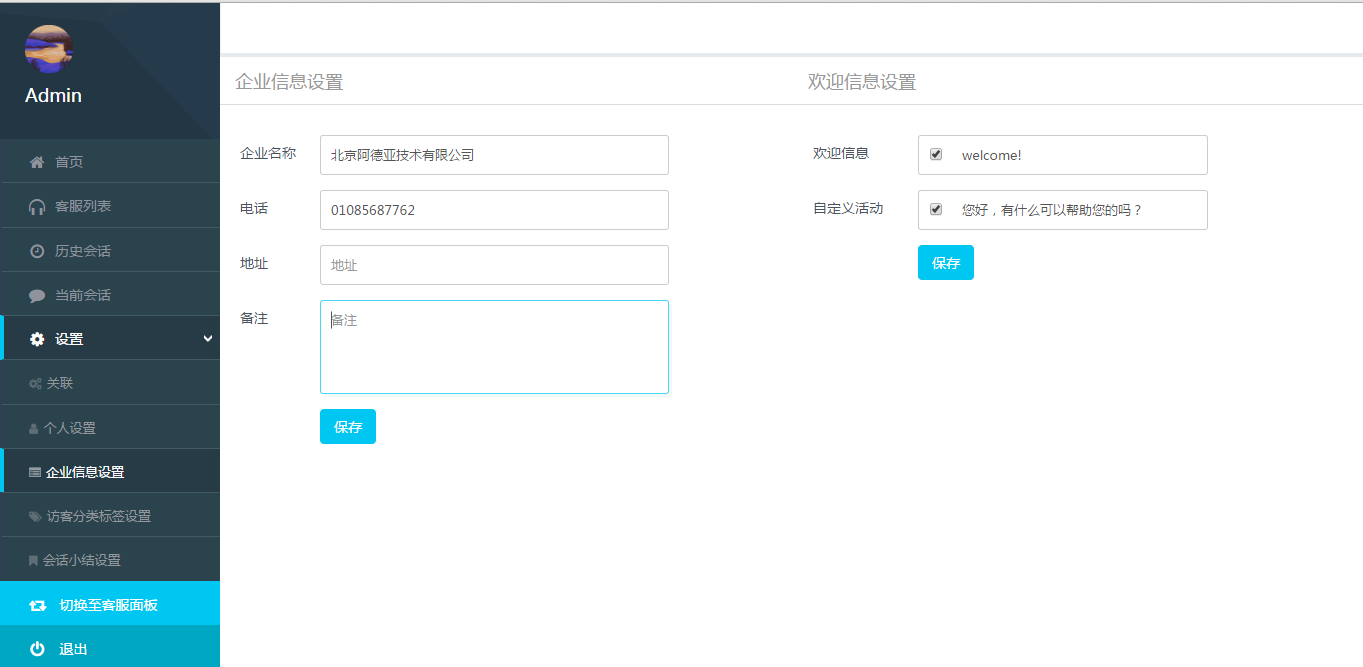 Admin
首页
客服列表
历史会话
当前会话
设置
关联
个人设置
企业信息设置
访客分类标签设置
会话小结设置
切换至客服面板
退出
企业信息设置
企业名称 北京阿德亚技术有限公司
电话 01085687762
地址 地址
备注 备注
保存
欢迎信息设置
欢迎信息 welcome!
自定义活动 您好，有什么可以帮助您的吗？
保存